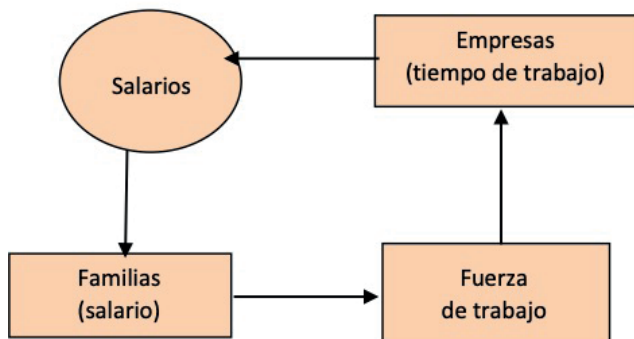 Salarios
Empresas
(tiempo de trabajo)
Familias
(salario)
Fuerza
de trabajo